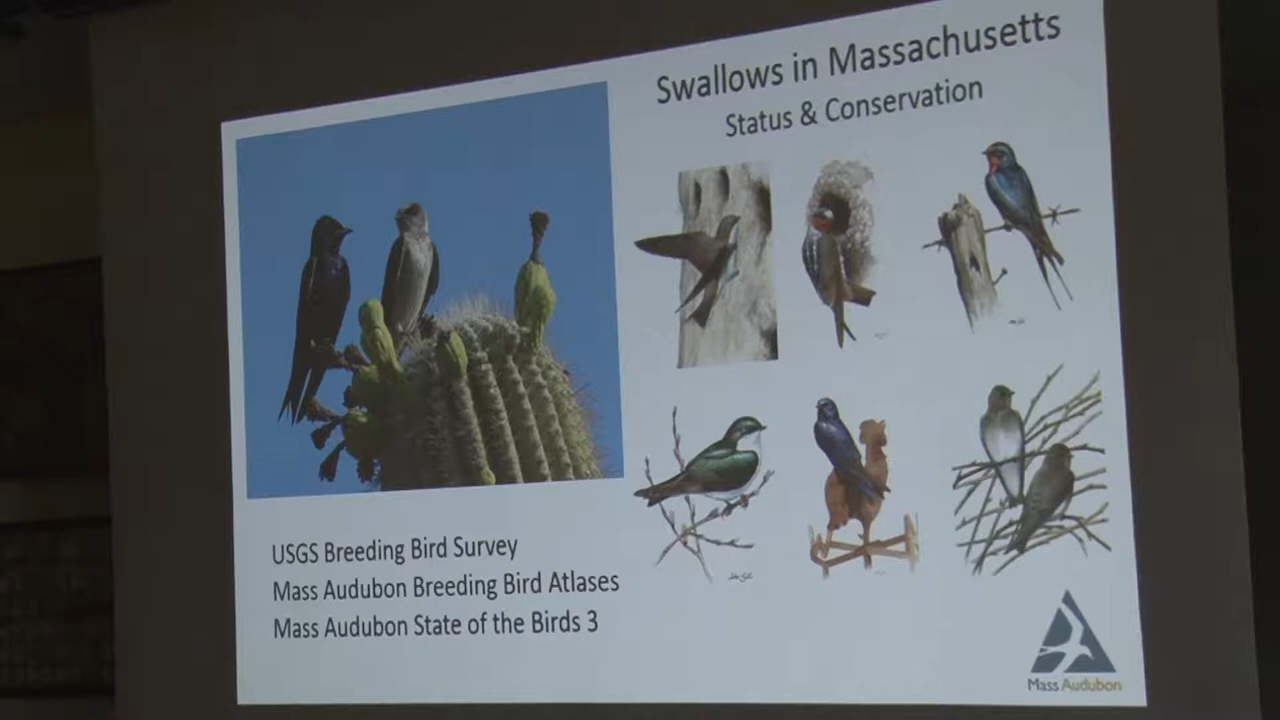 Swallows in Massachusetts
Status & Conservation
USGS Breeding Bird Survey
Mass Audubon Breeding Bird Atlases
Mass Audubon State of the Birds 3
Mass Audubon